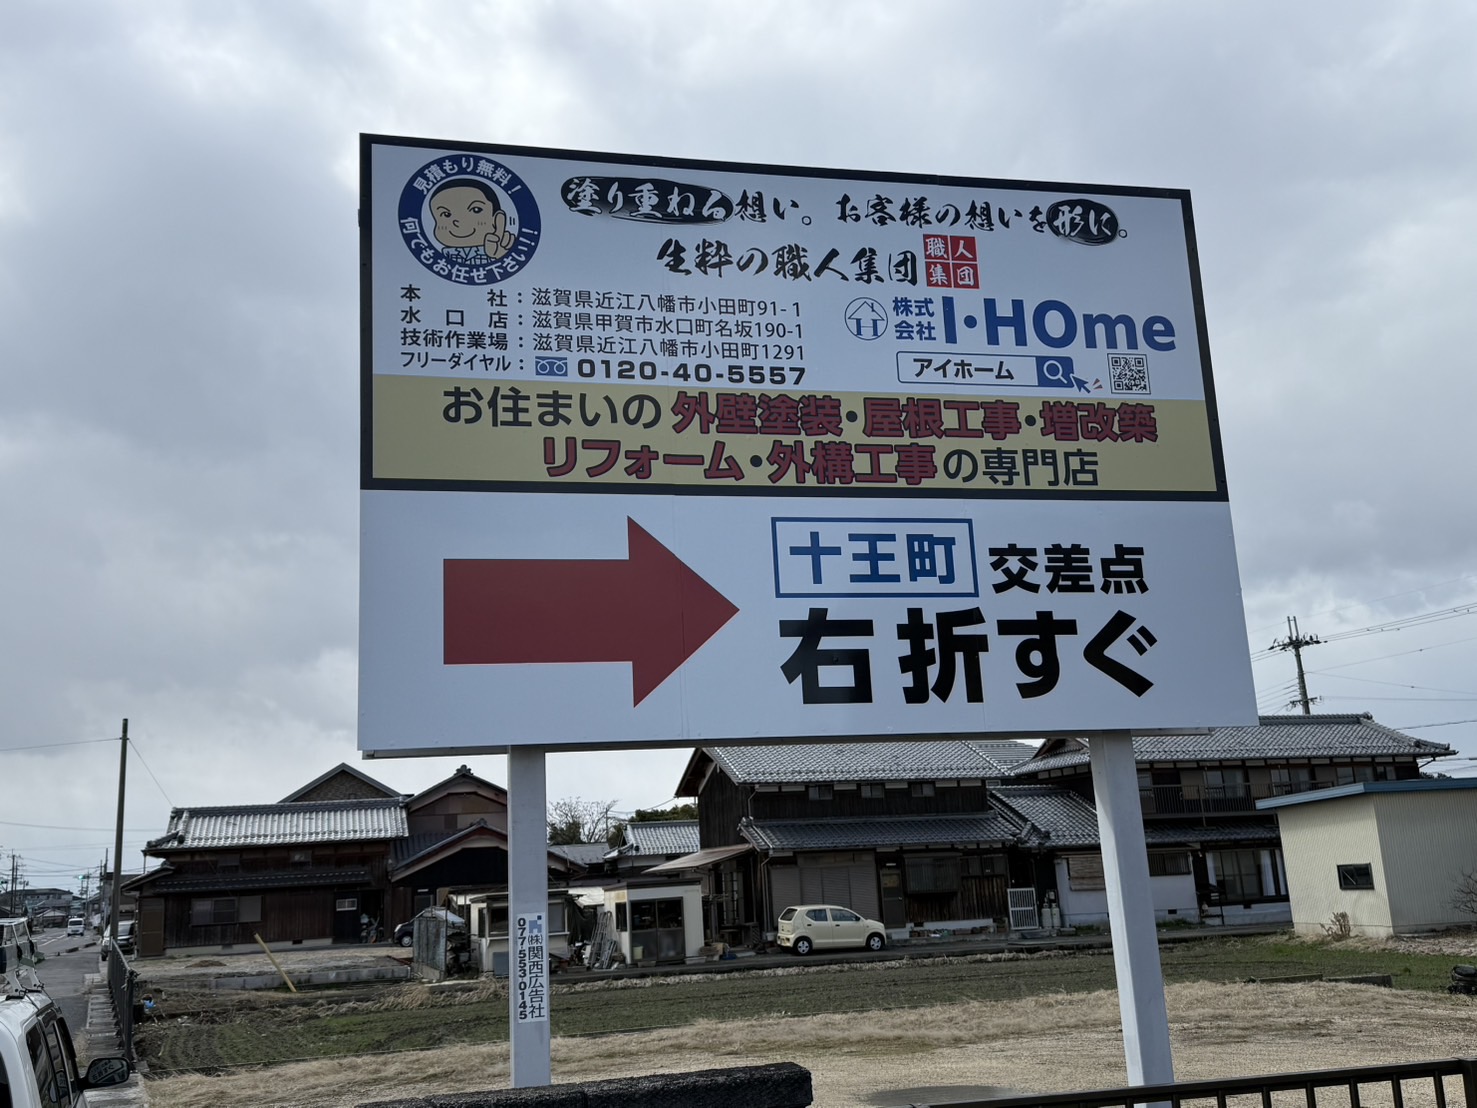 見積もり無料！
何でもお任せ下さい!!
塗り重ねる想い。お客様の想いを形に。
生粋の職人集団
職人
集団
本社：滋賀県近江八幡市小田町91-1
水口店：滋賀県甲賀市水口町名坂190-1
技術作業場：滋賀県近江八幡市小田町1291
フリーダイヤル：0120-40-5557
株式会社 I・HOme
アイホーム
お住まいの外壁塗装・屋根工事・増改築
リフォーム・外構工事の専門店
十王町 交差点
右折すぐ
(株)関西広告社
077-553-0145